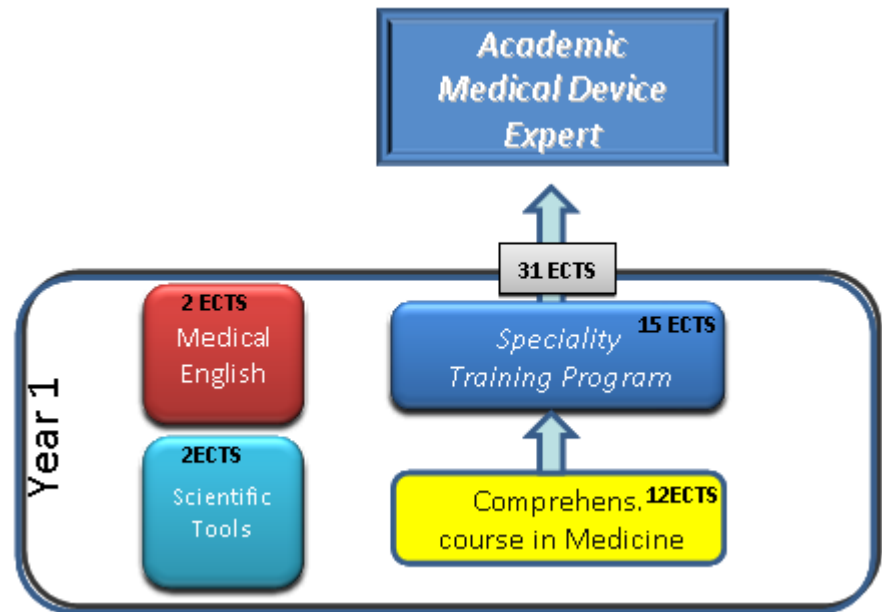 Academic
Medical Device
Expert
31 ECTS
Year 1
2 ECTS
Medical
English
15 ECTS
Speciality
Training Program
2ECTS
Scientific
Tools
Comprehens. 12ECTS
course in Medicine